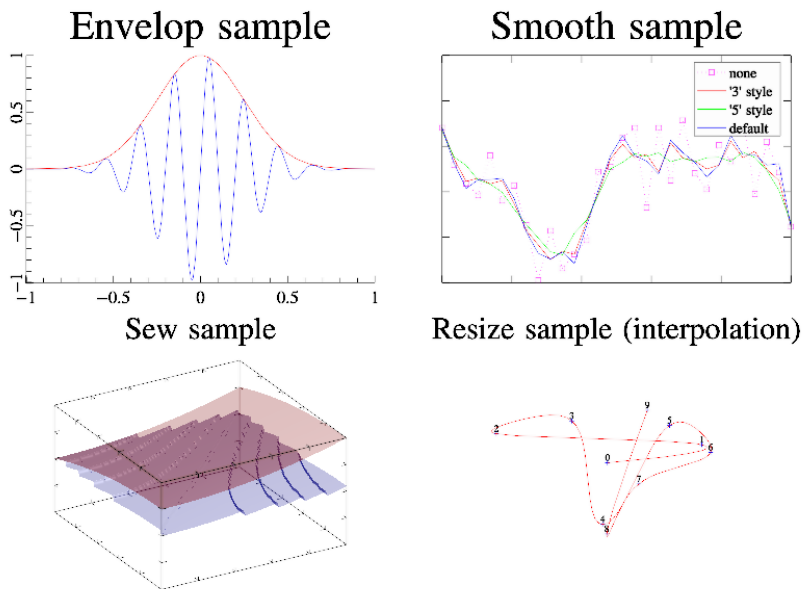 Envelop sample
Smooth sample
1
0.5
0
−0.5
−1
−1
−0.5
0
0.5
1
none
'3' style
'5' style
default
Sew sample
Resize sample (interpolation)
9
2
3
5
1
6
0
7
4
8